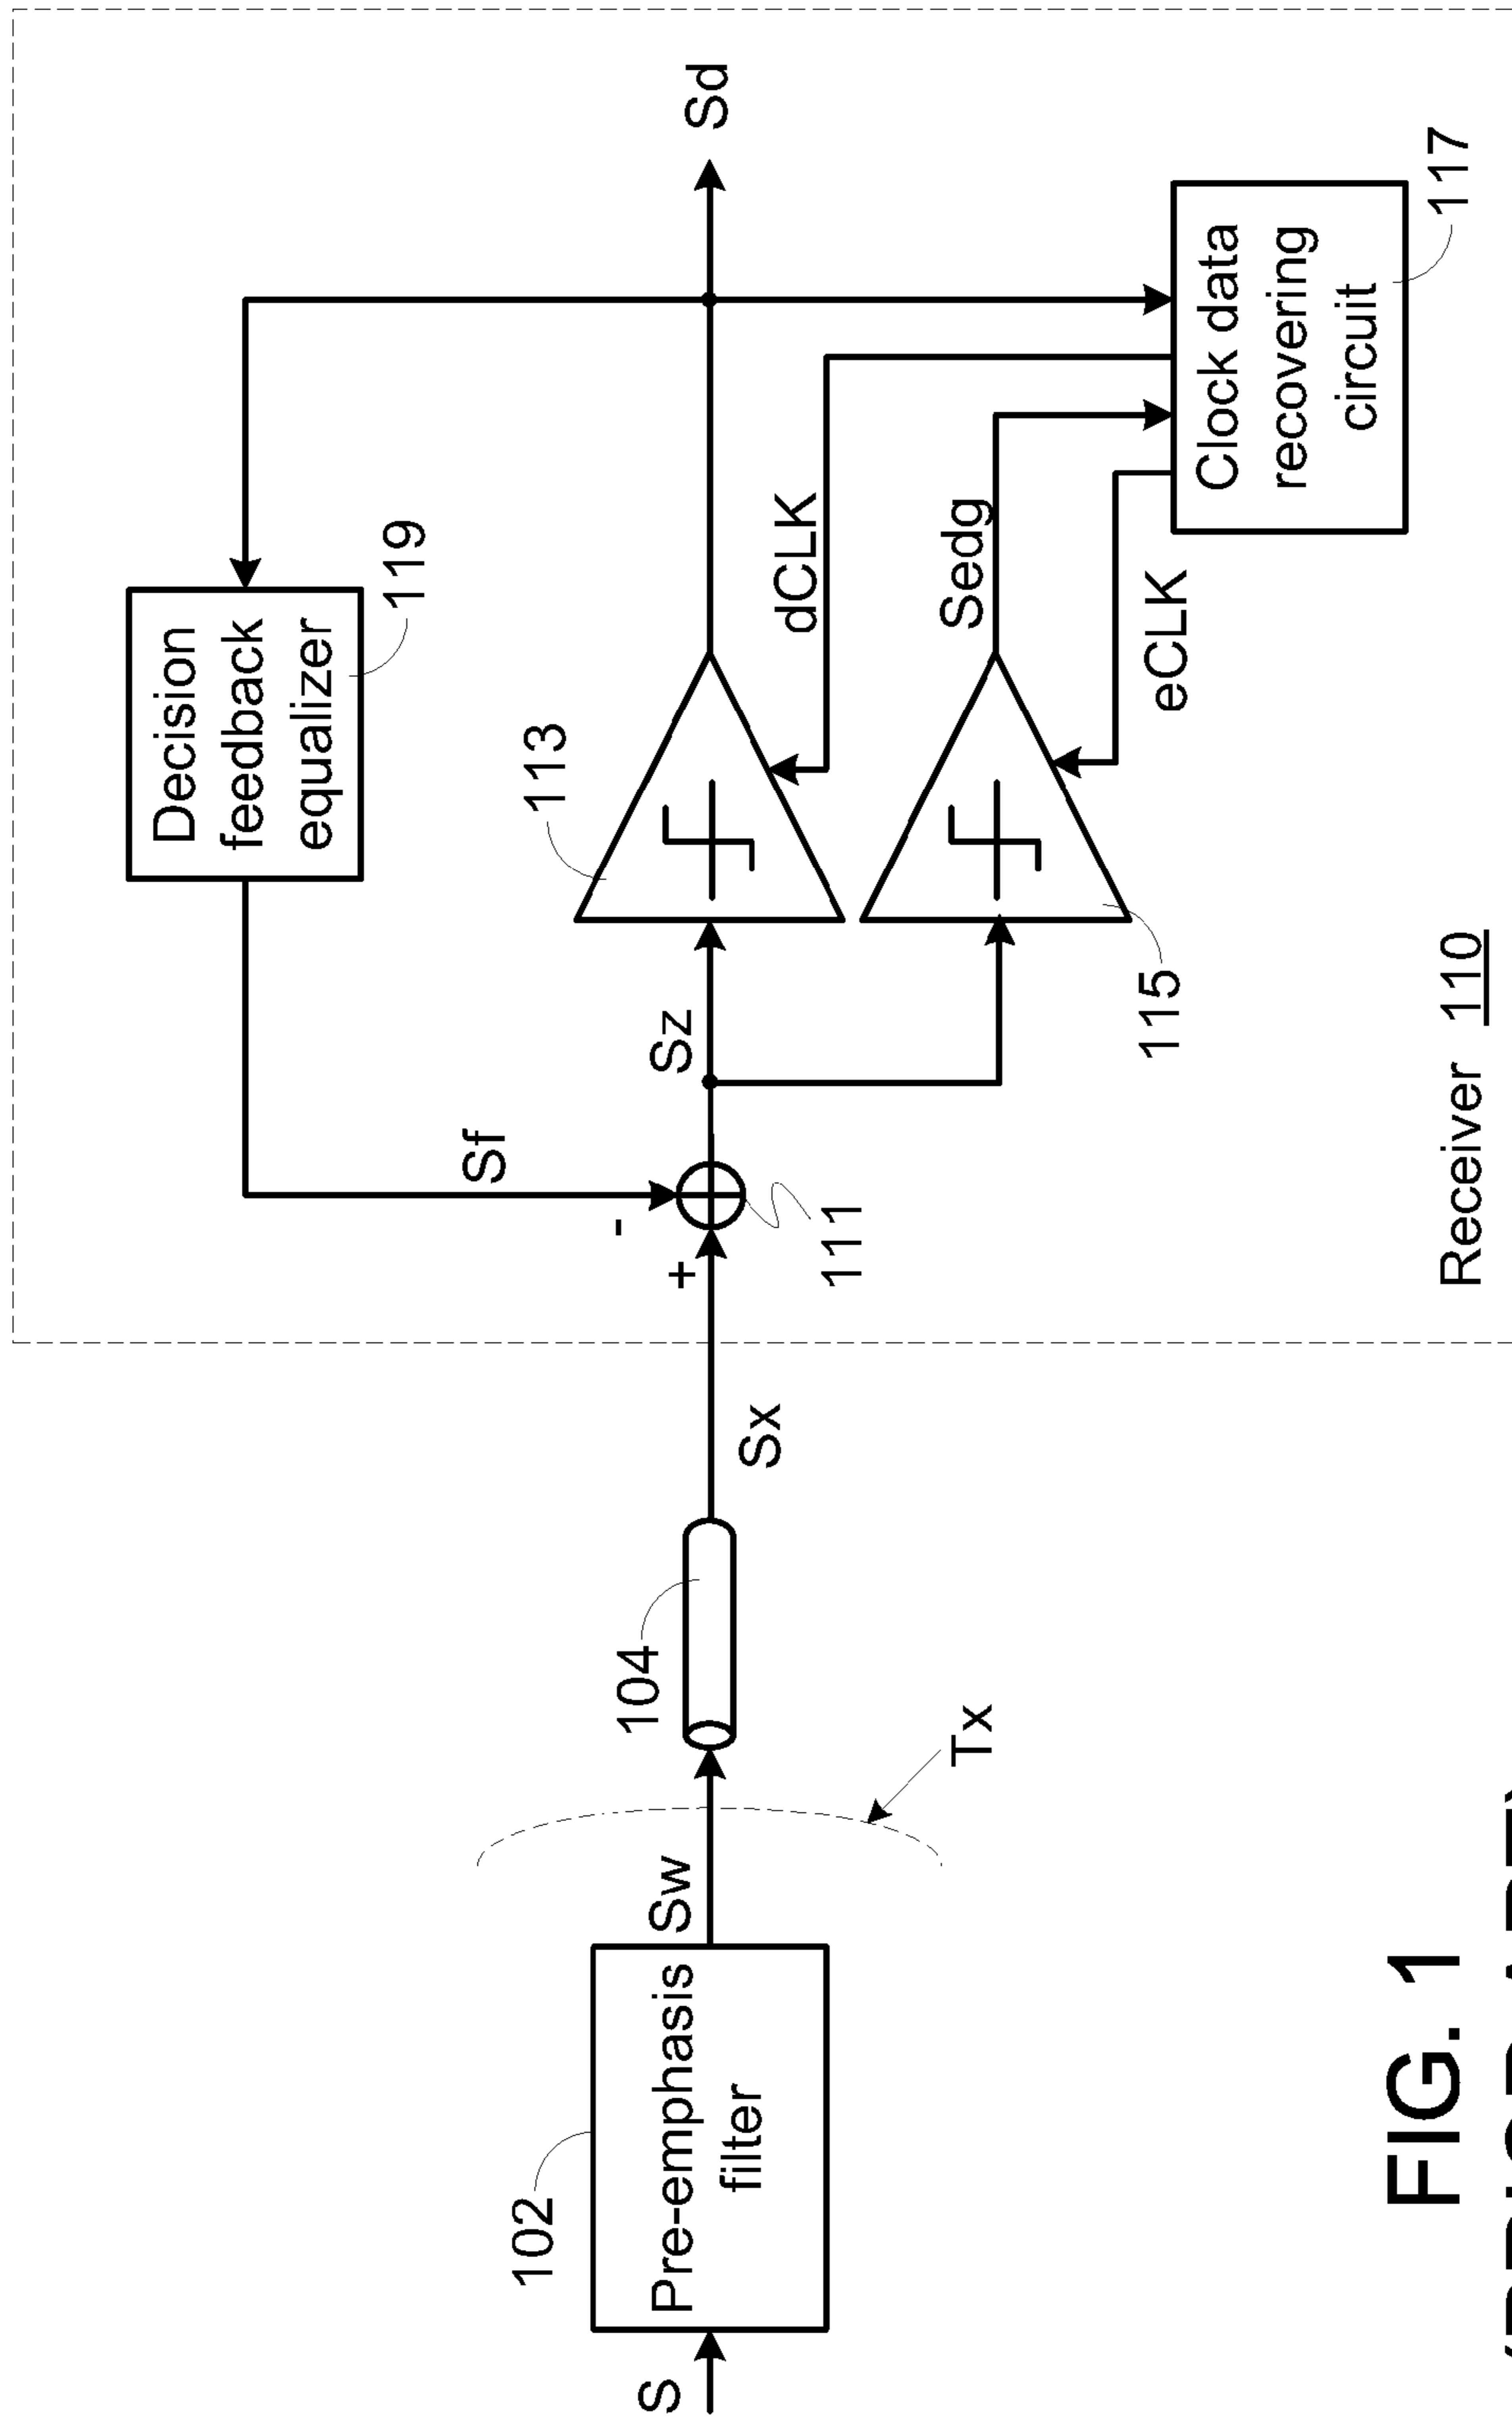 S
102
Pre-emphasis
filter
Sw
Tx
104
Sx
+
-
111
Sf
Sz
Decision
feedback
equalizer
119
113
115
dCLK
Sedg
eCLK
Sd
Clock data
recovering
circuit
117
Receiver 110
FIG. 1